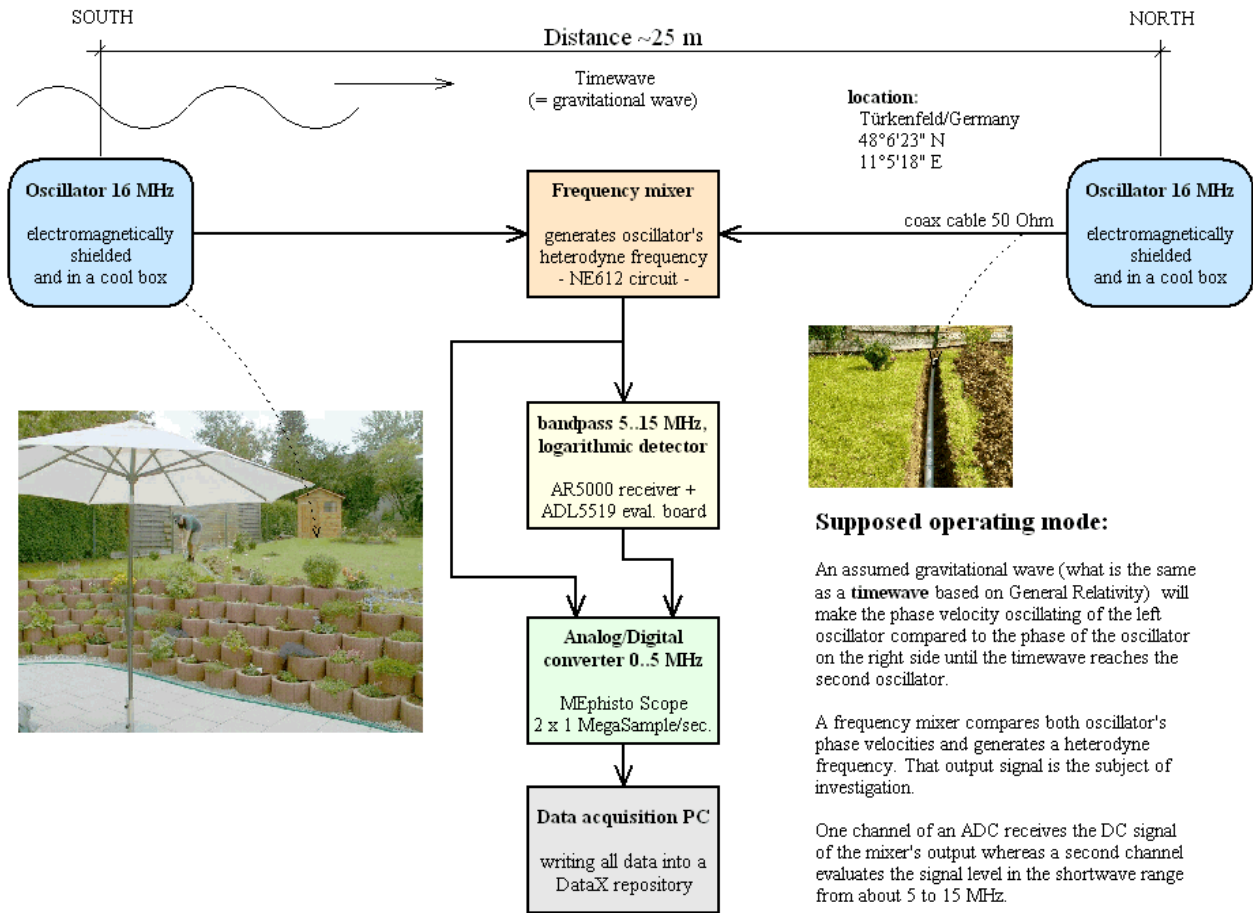 SOUTH
NORTH
Distance ~25 m
Timewave
(= gravitational wave)
location:
Türkenfeld/Germany
48°6'23" N
11°5'18" E
Oscillator 16 MHz
electromagnetically
shielded
and in a cool box
Frequency mixer
generates oscillator's
heterodyne frequency
- NE612 circuit -
coax cable 50 Ohm
Oscillator 16 MHz
electromagnetically
shielded
and in a cool box
bandpass 5..15 MHz,
logarithmic detector
AR5000 receiver +
ADL5519 eval. board
Analog/Digital
converter 0..5 MHz
MEphisto Scope
2 x 1 MegaSample/sec.
Data acquisition PC
writing all data into a
DataX repository
Supposed operating mode:
An assumed gravitational wave (what is the same
as a timewave based on General Relativity) will
make the phase velocity oscillating of the left
oscillator compared to the phase of the oscillator
on the right side until the timewave reaches the
second oscillator.
A frequency mixer compares both oscillator's
phase velocities and generates a heterodyne
frequency. That output signal is the subject of
investigation.
One channel of an ADC receives the DC signal
of the mixer's output whereas a second channel
evaluates the signal level in the shortwave range
from about 5 to 15 MHz.